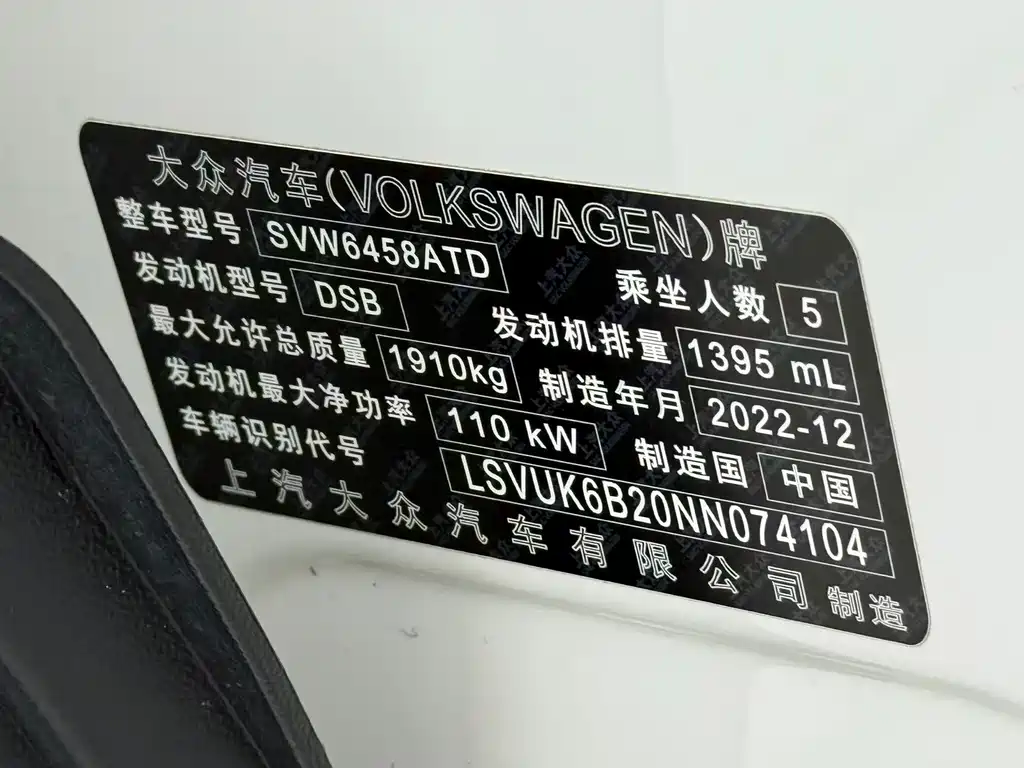 大众汽车(VOLKSWAGEN)牌
整车型号 SVW6458ATD 乘坐人数 5
发动机型号 DSB 发动机排量 1395 mL
最大允许总质量 1910kg 制造年月 2022-12
发动机最大净功率 110 kW 制造国 中国
车辆识别代号 LSVUK6B20NN074104
上汽大众汽车有限公司制造